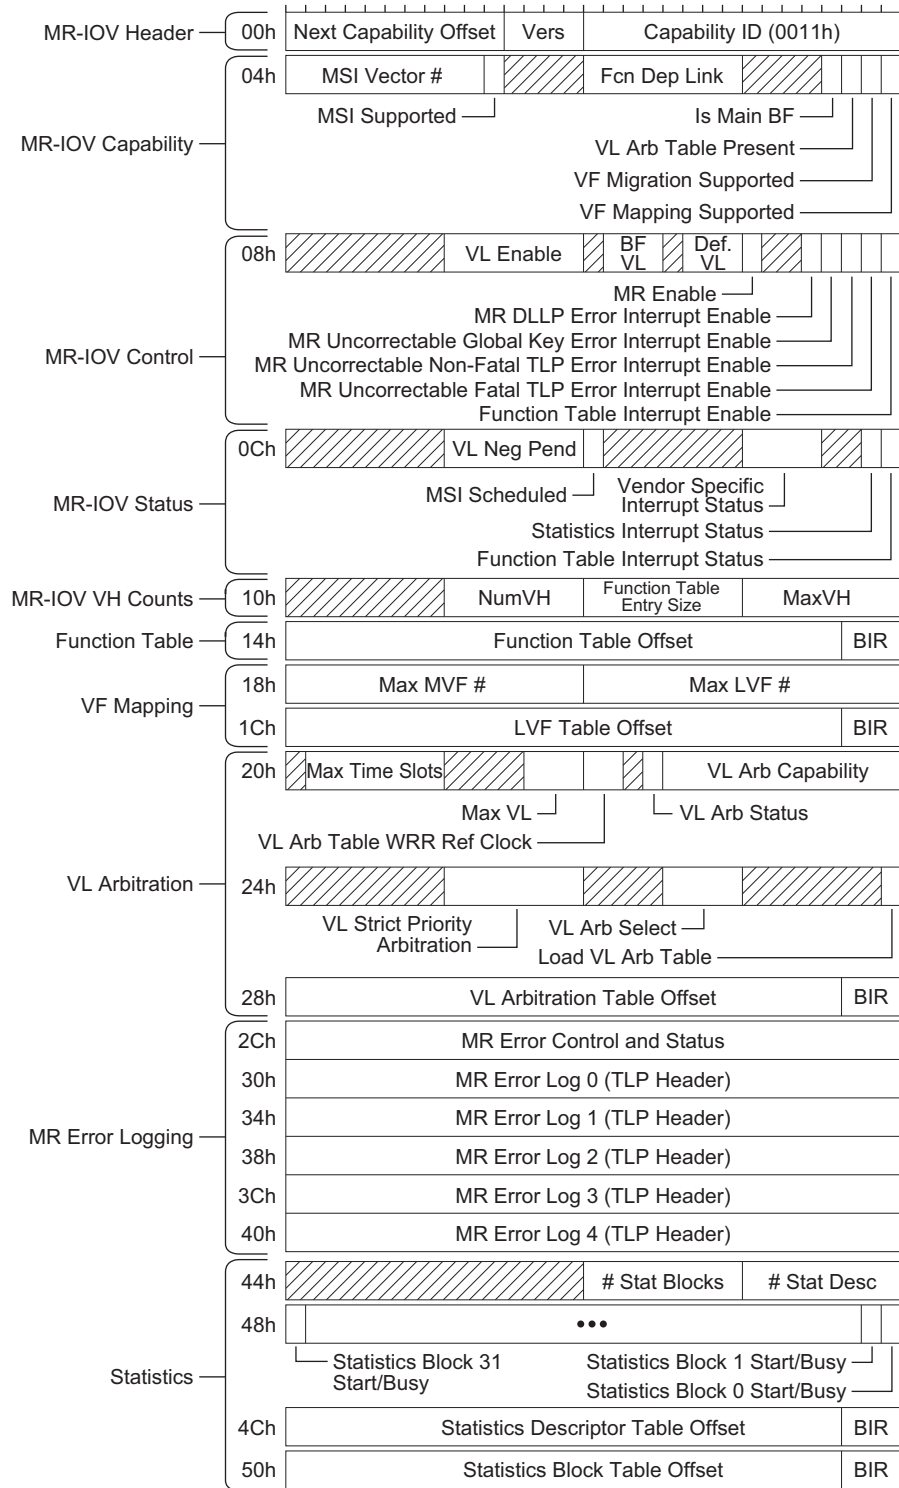 MR-IOV Header 00h Next Capability Offset Vers Capability ID (0011h)
04h MSI Vector # Fcn Dep Link
MSI Supported Is Main BF
MR-IOV Capability VL Arb Table Present
VF Migration Supported
VF Mapping Supported
08h VL Enable BF VL Def. VL
MR Enable
MR DLLP Error Interrupt Enable
MR-IOV Control MR Uncorrectable Global Key Error Interrupt Enable
MR Uncorrectable Non-Fatal TLP Error Interrupt Enable
MR Uncorrectable Fatal TLP Error Interrupt Enable
Function Table Interrupt Enable
0Ch VL Neg Pend
MSI Scheduled Vendor Specific
Interrupt Status
MR-IOV Status
Statistics Interrupt Status
Function Table Interrupt Status
MR-IOV VH Counts 10h NumVH Function Table Entry Size MaxVH
Function Table 14h Function Table Offset BIR
18h Max MVF # Max LVF #
VF Mapping
1Ch LVF Table Offset BIR
20h Max Time Slots VL Arb Capability
Max VL VL Arb Status
VL Arb Table WRR Ref Clock
VL Arbitration 24h
VL Strict Priority
Arbitration
VL Arb Select
Load VL Arb Table
28h VL Arbitration Table Offset BIR
2Ch MR Error Control and Status
30h MR Error Log 0 (TLP Header)
34h MR Error Log 1 (TLP Header)
MR Error Logging
38h MR Error Log 2 (TLP Header)
3Ch MR Error Log 3 (TLP Header)
40h MR Error Log 4 (TLP Header)
44h # Stat Blocks # Stat Desc
48h •••
Statistics Block 31
Start/Busy
Statistics Block 1 Start/Busy
Statistics
Statistics Block 0 Start/Busy
4Ch Statistics Descriptor Table Offset BIR
50h Statistics Block Table Offset BIR